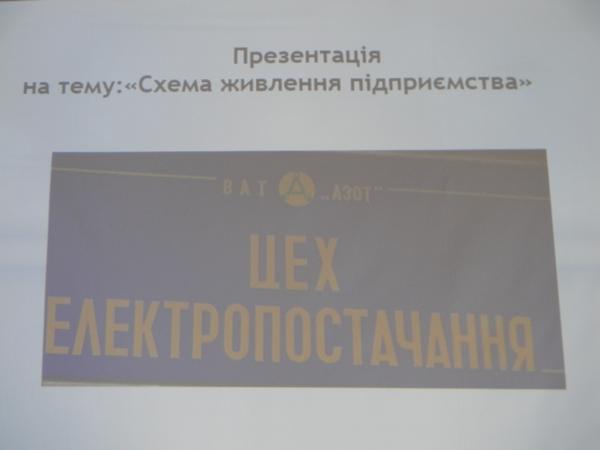 Презентація
на тему:«Схема живлення підприємства»
ВАТ „АЗОТ"
ЦЕХ
ЕЛЕКТРОПОСТАЧАННЯ